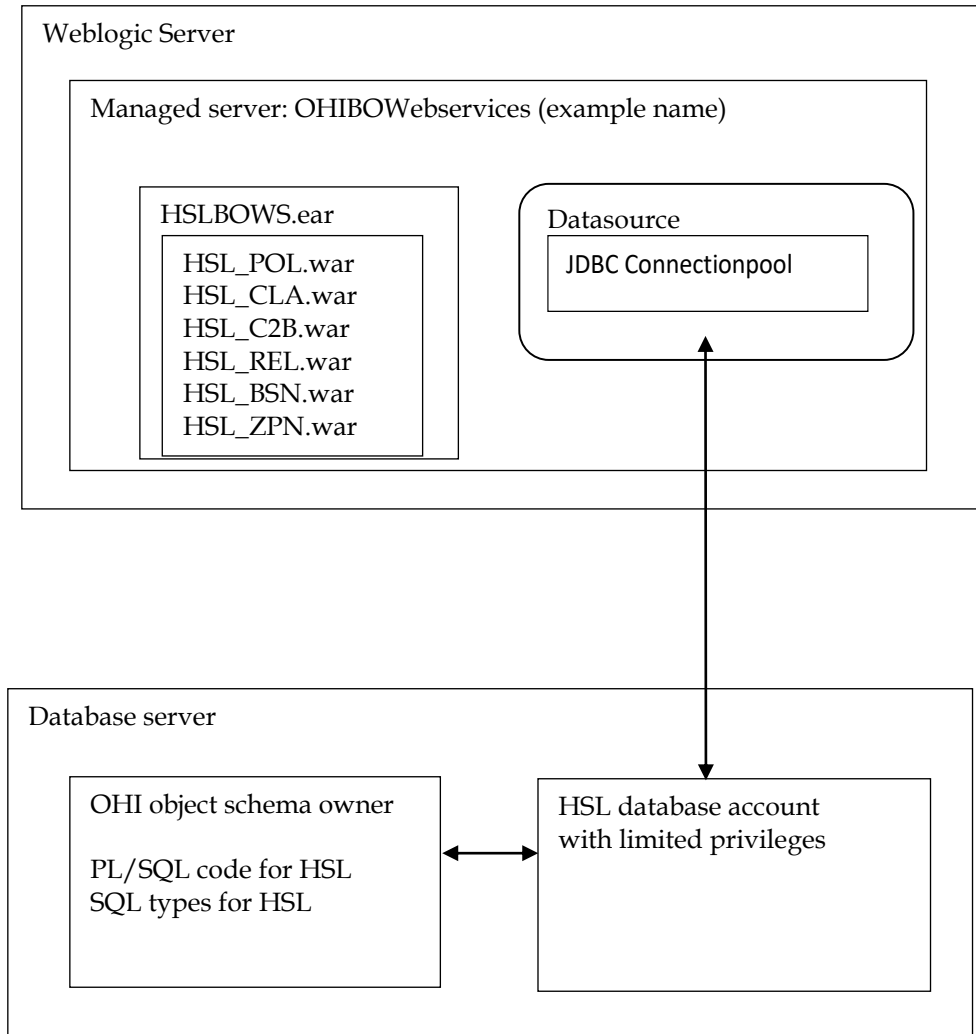 Weblogic Server
Managed server: OHIBOWebservices (example name)
HSLBOWS.ear
HSL_POL.war
HSL_CLA.war
HSL_C2B.war
HSL_REL.war
HSL_BSN.war
HSL_ZPN.war
Datasource
JDBC Connectionpool
Database server
OHI object schema owner
PL/SQL code for HSL
SQL types for HSL
HSL database account
with limited privileges